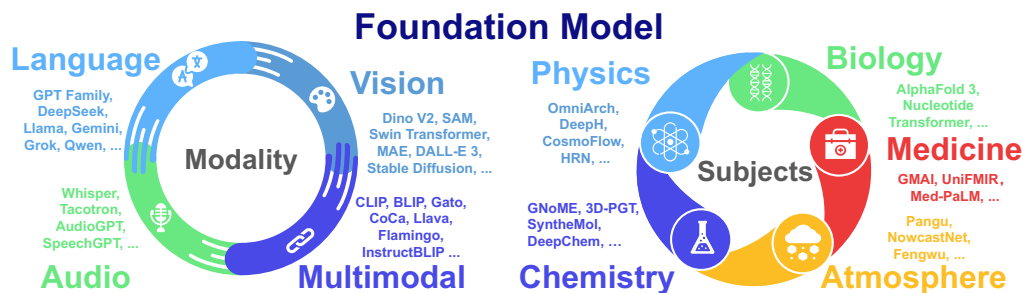 Foundation Model
Language
GPT Family,
DeepSeek,
Llama, Gemini,
Grok, Qwen, ...
Vision
Dino V2, SAM,
Swin Transformer,
MAE, DALL-E 3,
Stable Diffusion, ...
Modality
Whisper,
Tacotron,
AudioGPT,
SpeechGPT, ...
Audio
CLIP, BLIP, Gato,
CoCa, Llava,
Flamingo,
InstructBLIP ...
Multimodal
Physics
OmniArch,
DeepH,
CosmoFlow,
HRN, ...
Biology
AlphaFold 3,
Nucleotide
Transformer, ...
Subjects
Medicine
GMAI, UniFMIR,
Med-PaLM, ...
GNoME, 3D-PGT,
SyntheMol,
DeepChem, ...
Chemistry
Pangu,
NowcastNet,
Fengwu, ...
Atmosphere